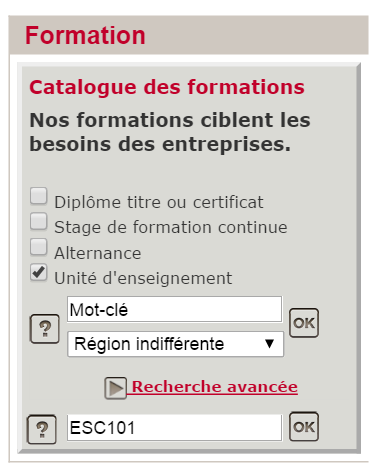 Formation
Catalogue des formations
Nos formations ciblent les
besoins des entreprises.
Diplôme titre ou certificat
Stage de formation continue
Alternance
Unité d'enseignement
Mot-clé
? OK
Région indifférente
Recherche avancée
? ESC101 OK